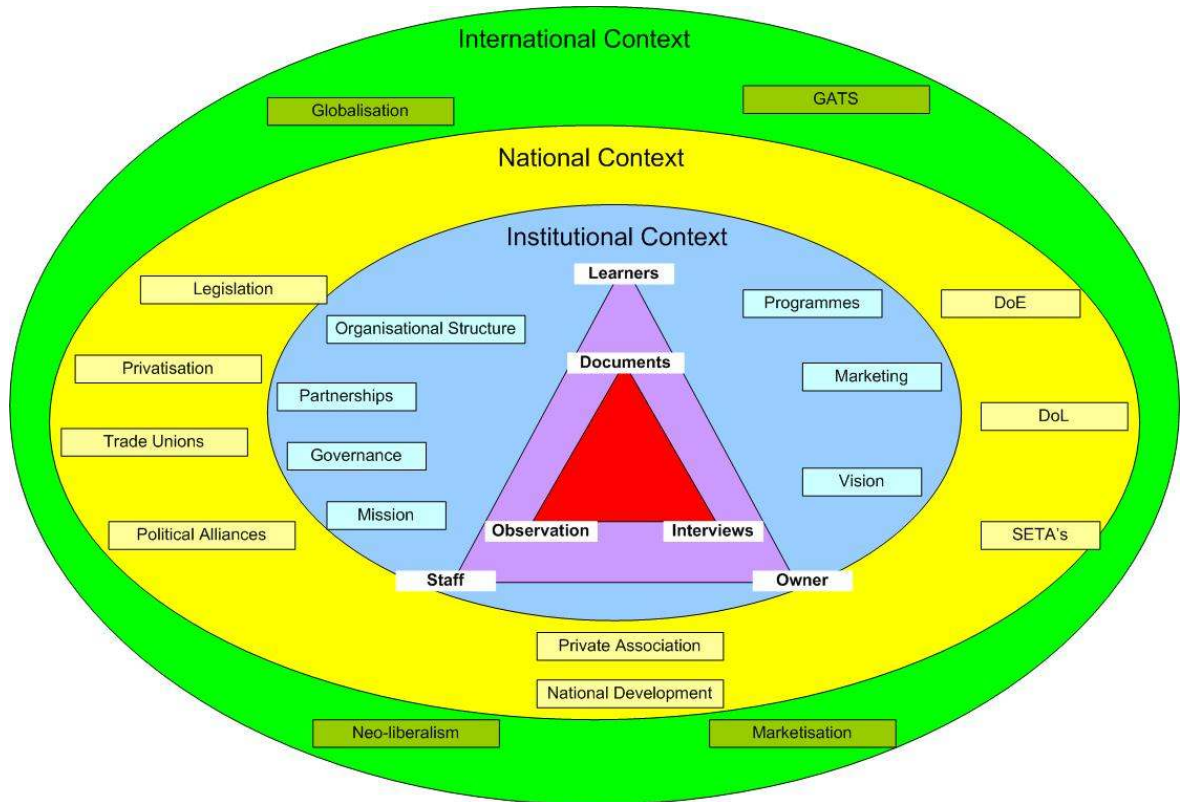 International Context
Globalisation
GATS
National Context
Institutional Context
Learners
Legislation
Programmes
DoE
Organisational Structure
Documents
Privatisation
Marketing
Partnerships
DoL
Trade Unions
Governance
Vision
Mission
Observation
Interviews
Political Alliances
SETA's
Staff
Owner
Private Association
National Development
Neo-liberalism
Marketisation